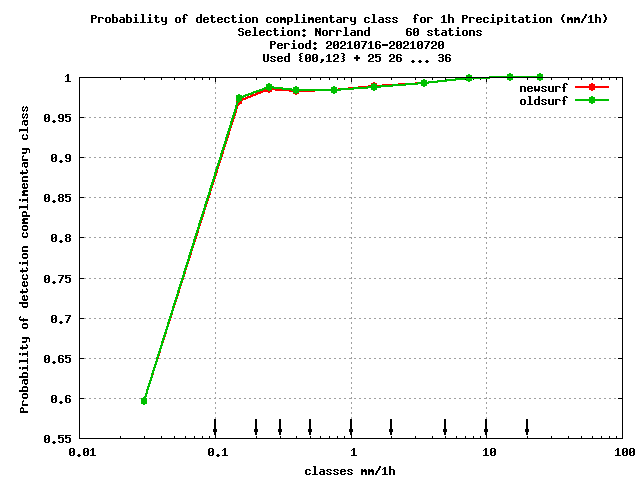 Probability of detection complimentary class  for 1h Precipitation (mm/1h)
Selection: Norrland     60 stations
Period: 20210716-20210720
Used {00,12} + 25 26 ... 36
newsurf
oldsurf
Probability of detection complimentary class
1
0.95
0.9
0.85
0.8
0.75
0.7
0.65
0.6
0.55
0.01 0.1 1 10 100
classes mm/1h